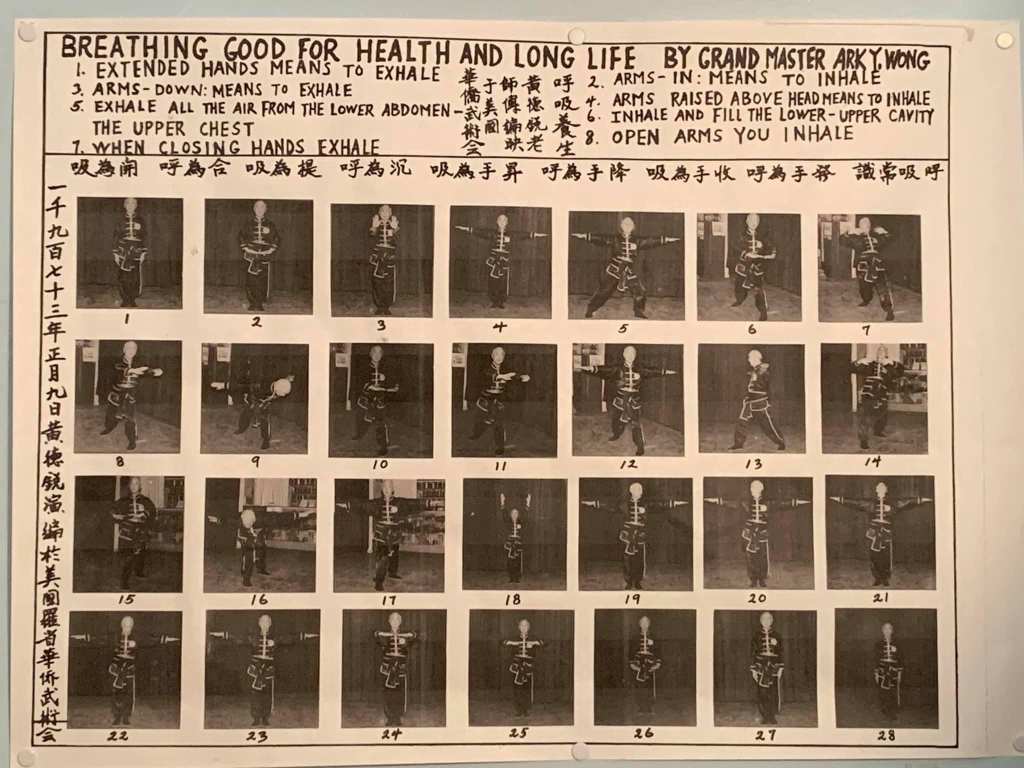 BREATHING GOOD FOR HEALTH AND LONG LIFE BY GRAND MASTER ARK Y. WONG
1. EXTENDED HANDS MEANS TO EXHALE
2. ARMS-IN: MEANS TO INHALE
3. ARMS-DOWN: MEANS TO EXHALE
4. ARMS RAISED ABOVE HEAD MEANS TO INHALE
5. EXHALE ALL THE AIR FROM THE LOWER ABDOMEN-
THE UPPER CHEST
6. INHALE AND FILL THE LOWER-UPPER CAVITY
7. WHEN CLOSING HANDS EXHALE
8. OPEN ARMS YOU INHALE
呼吸養生
黃德銳老
師傅編映
于美國
華僑武術會
呼吸常識 發手為呼 收手為吸 降手為呼 昇手為吸 沉為呼 提為吸 合為呼 開為吸
一千九百七十三年正月九日黃德銳演編於美國羅省華僑武術會
1 2 3 4 5 6 7
8 9 10 11 12 13 14
15 16 17 18 19 20 21
22 23 24 25 26 27 28